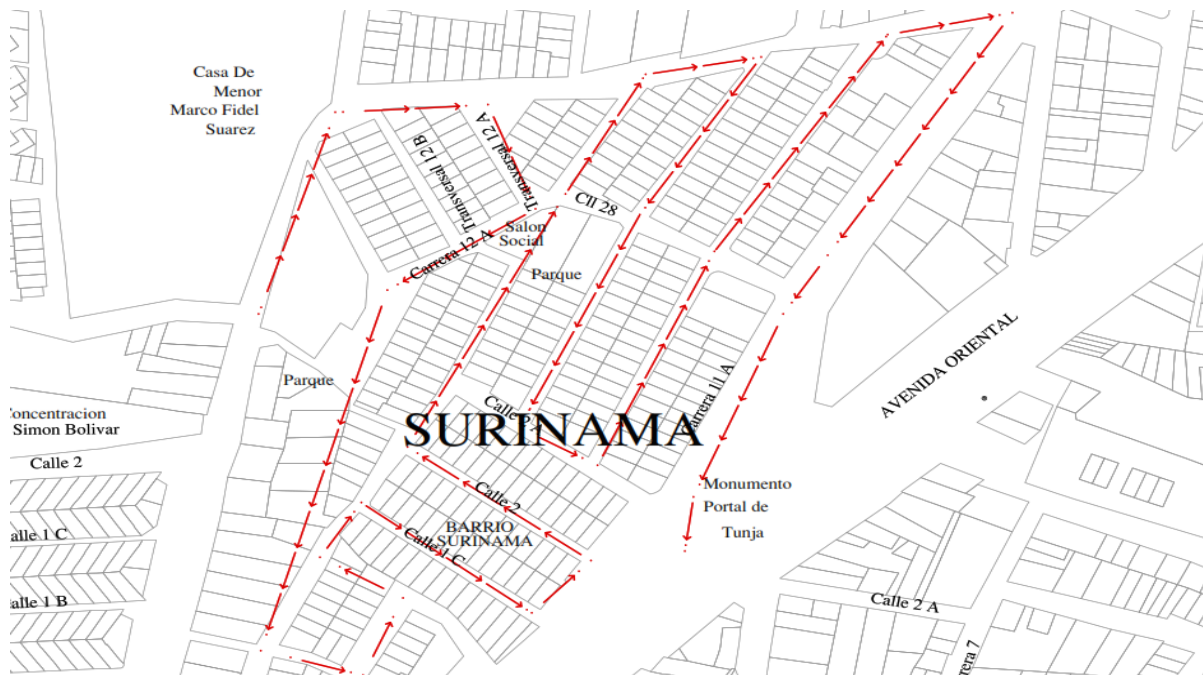 Casa De
Menor
Marco Fidel
Suarez
Transversal 12 B
Transversal 12 A
Cll 28
Salon
Social
Carrera 12 A
Parque
AVENIDA ORIENTAL
Parque
Carrera 11 A
Calle
SURINAMA
Concentracion
Simon Bolivar
Calle 2
Monumento
Portal de
Tunja
Calle 2
BARRIO
SURINAMA
Calle 1 C
alle 1 C
alle 1 B
Calle 2 A
rera 7